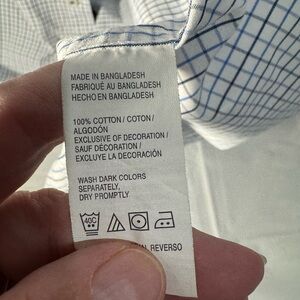 MADE IN BANGLADESH
FABRIQUÉ AU BANGLADESH
HECHO EN BANGLADESH
100% COTTON / COTON /
ALGODÓN
EXCLUSIVE OF DECORATION /
SAUF DÉCORATION /
EXCLUYE LA DECORACIÓN
WASH DARK COLORS
SEPARATELY,
DRY PROMPTLY
40C
REVERSO